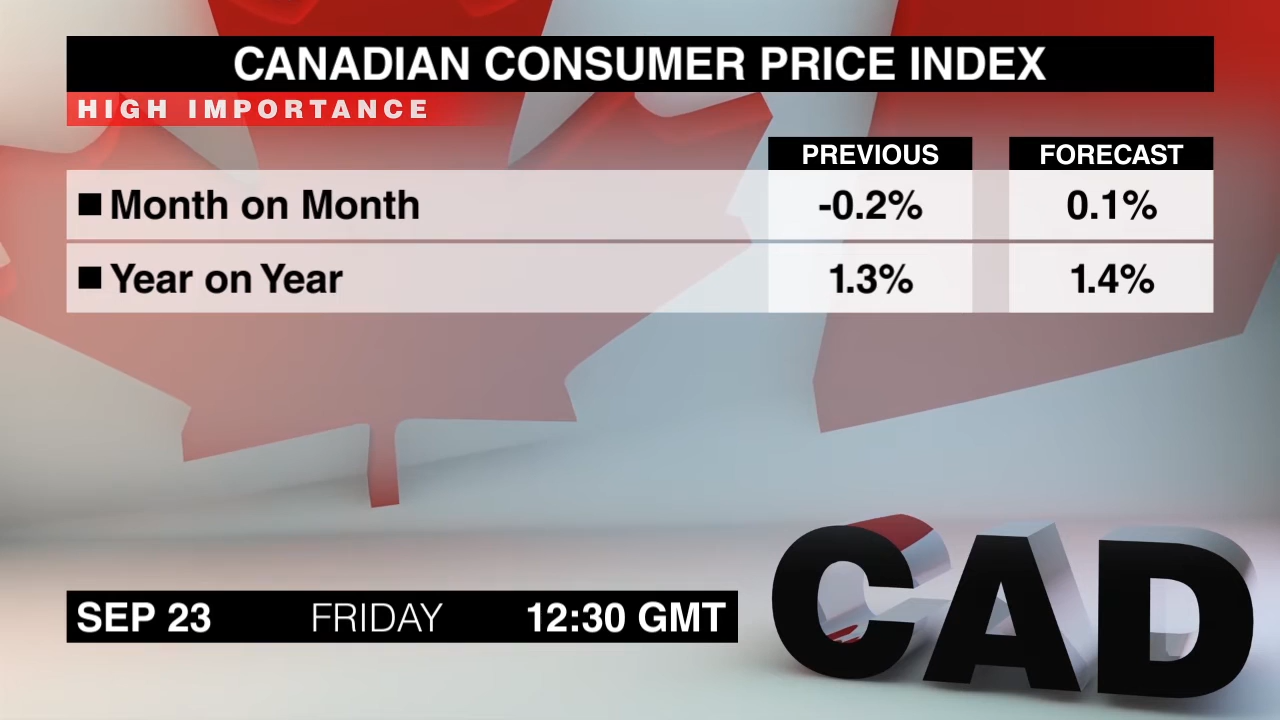 CANADIAN CONSUMER PRICE INDEX
HIGH IMPORTANCE
PREVIOUS FORECAST
Month on Month -0.2% 0.1%
Year on Year 1.3% 1.4%
SEP 23 FRIDAY 12:30 GMT
CAD